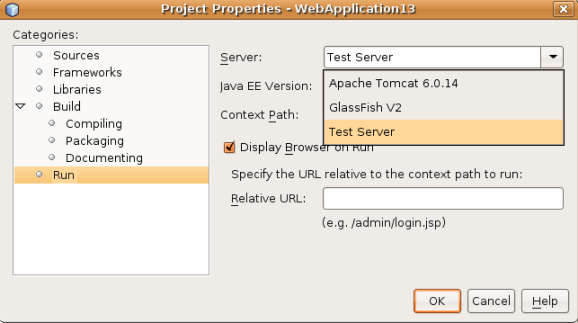 Project Properties - WebApplication13
Categories:
Sources
Frameworks
Libraries
Build
Compiling
Packaging
Documenting
Run
Server: Test Server
Java EE Version:
Context Path:
Apache Tomcat 6.0.14
GlassFish V2
Test Server
Display Browser on Run
Specify the URL relative to the context path to run:
Relative URL:
(e.g. /admin/login.jsp)
OK Cancel Help